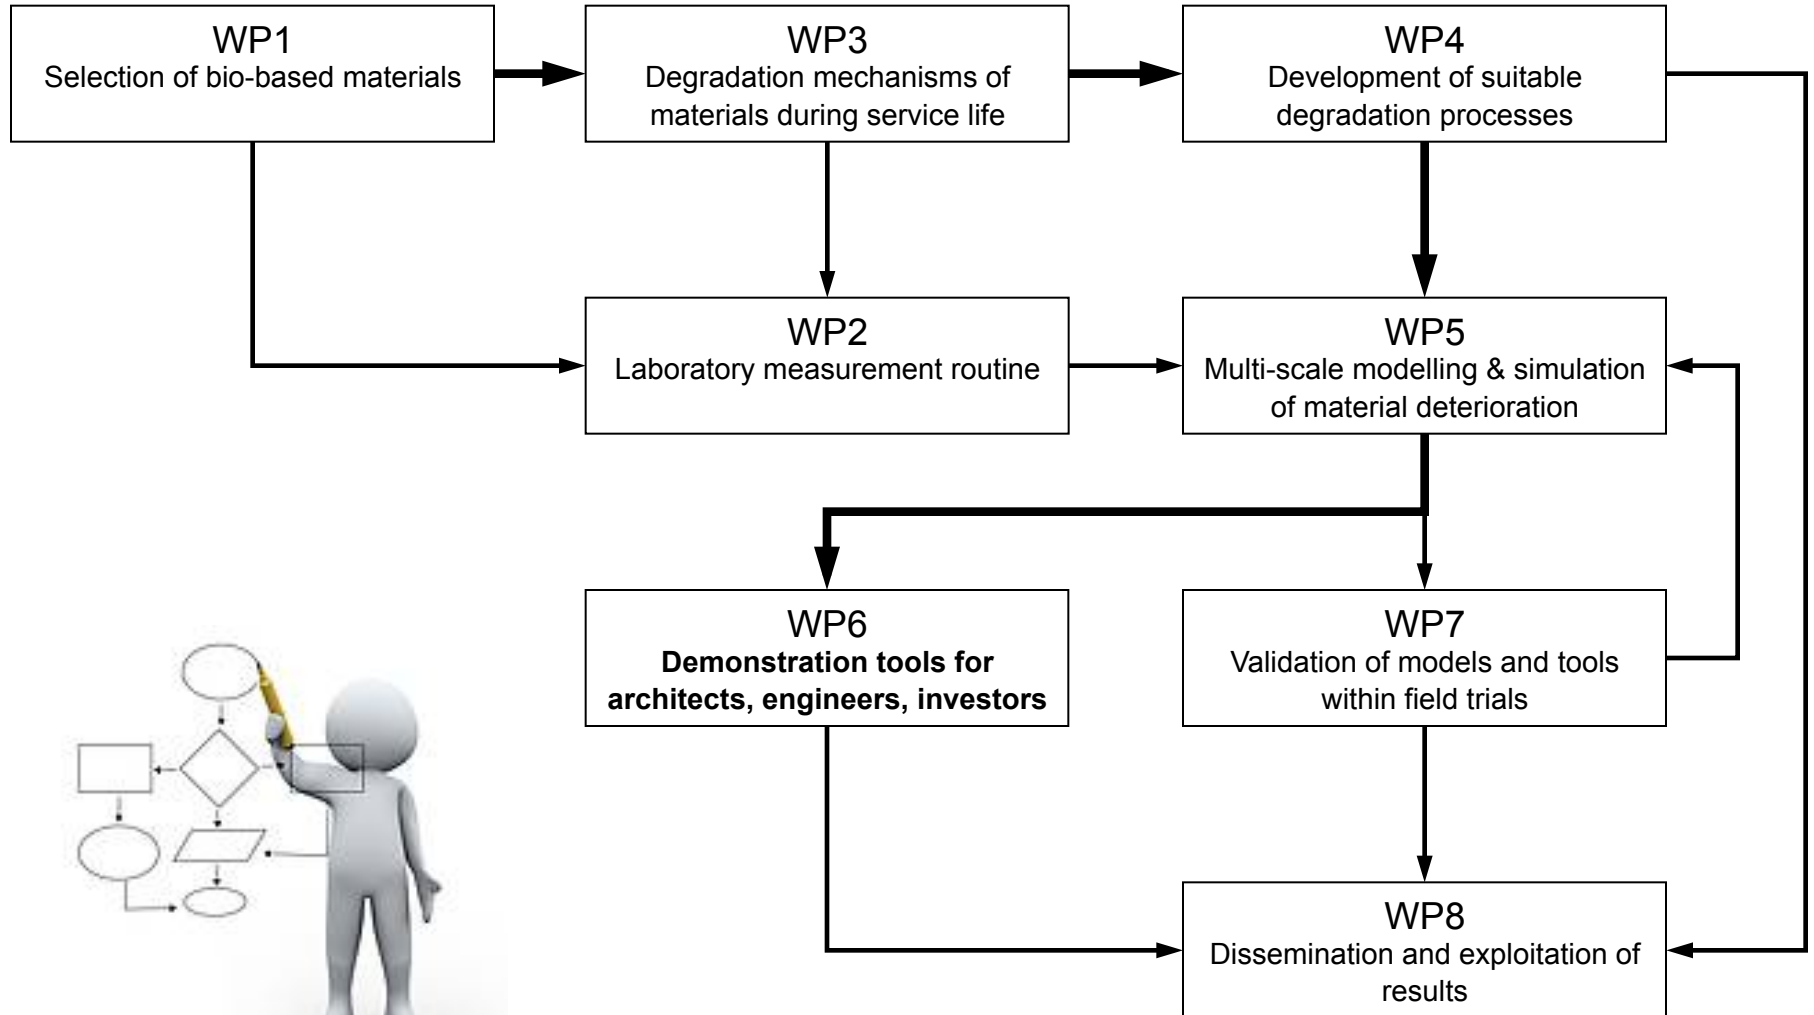 WP1
Selection of bio-based materials
WP3
Degradation mechanisms of
materials during service life
WP4
Development of suitable
degradation processes
WP2
Laboratory measurement routine
WP5
Multi-scale modelling & simulation
of material deterioration
WP6
Demonstration tools for
architects, engineers, investors
WP7
Validation of models and tools
within field trials
WP8
Dissemination and exploitation of
results